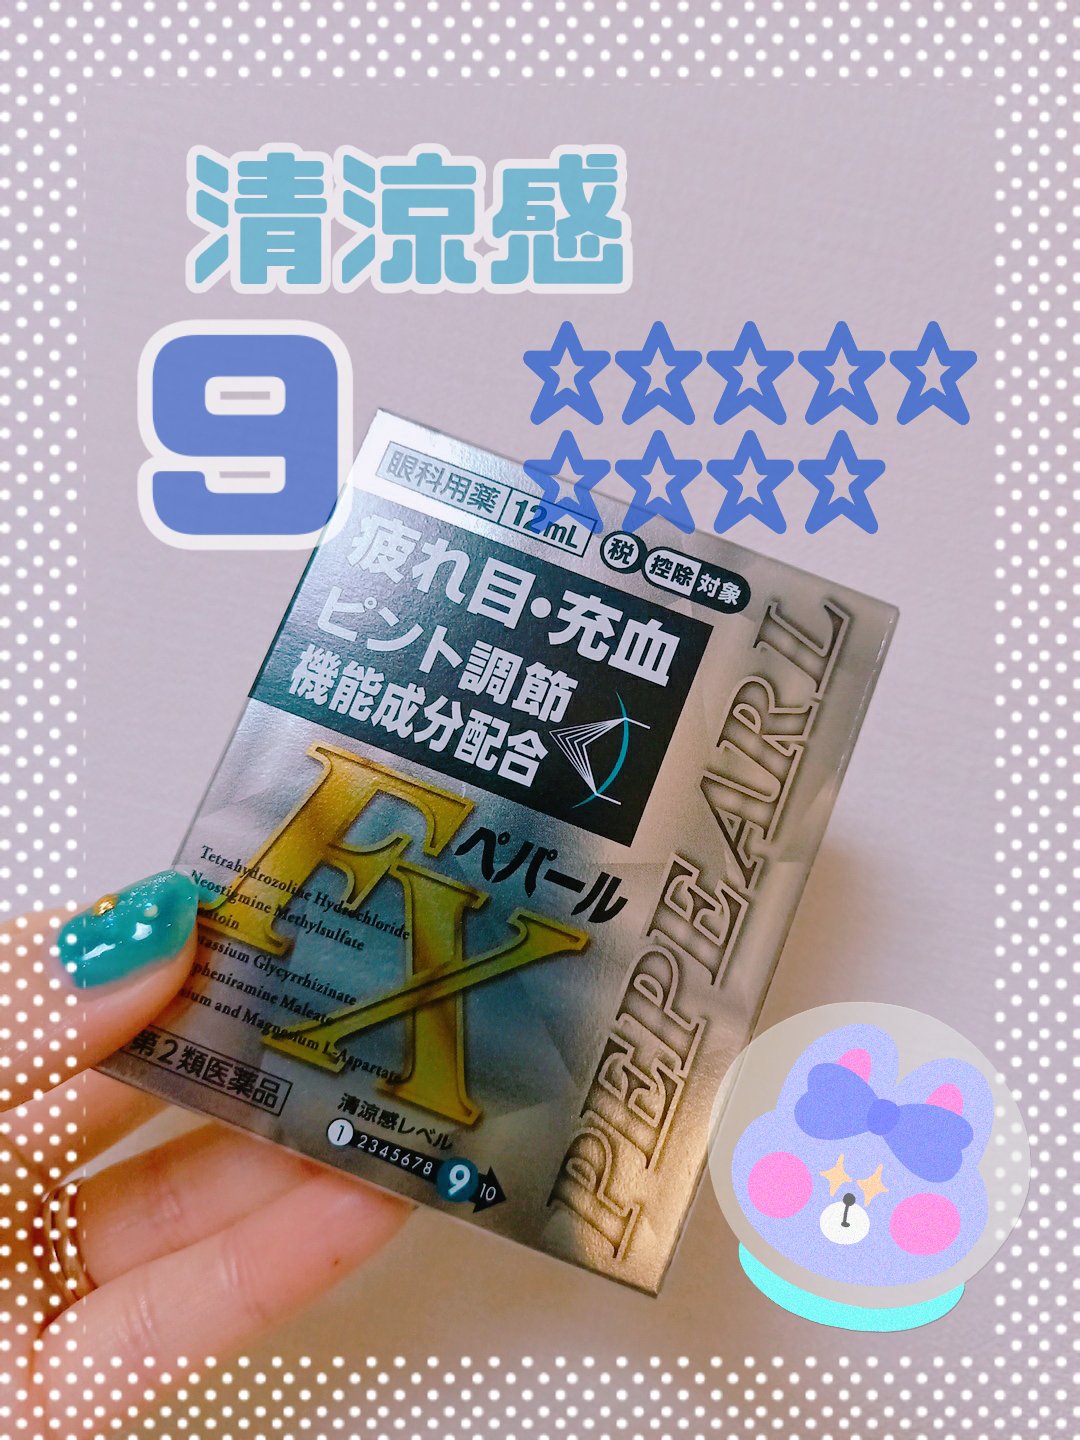 清涼感
9
眼科用薬 12mL
税 控除対象
疲れ目・充血
ピント調節
機能成分配合
FX
ペパール
PEPEARL
Tetrahydrozoline Hydrochloride
Neostigmine Methylsulfate
Glycyrrhizinate
Maleate
and Magnesium L-Aspartate
第2類医薬品
清涼感レベル
1 2 3 4 5 6 7 8 9 10